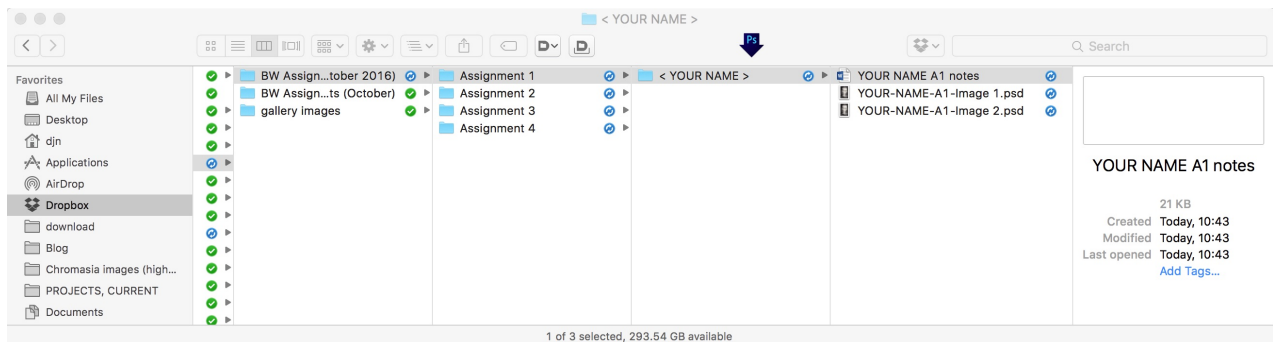 < YOUR NAME >
Ps
Search
Favorites
All My Files
Desktop
djn
Applications
AirDrop
Dropbox
download
Blog
Chromasia images (high...
PROJECTS, CURRENT
Documents
BW Assign...tober 2016)
BW Assign...ts (October)
gallery images
Assignment 1
Assignment 2
Assignment 3
Assignment 4
< YOUR NAME >
YOUR NAME A1 notes
YOUR-NAME-A1-Image 1.psd
YOUR-NAME-A1-Image 2.psd
YOUR NAME A1 notes
21 KB
Created Today, 10:43
Modified Today, 10:43
Last opened Today, 10:43
Add Tags...
1 of 3 selected, 293.54 GB available